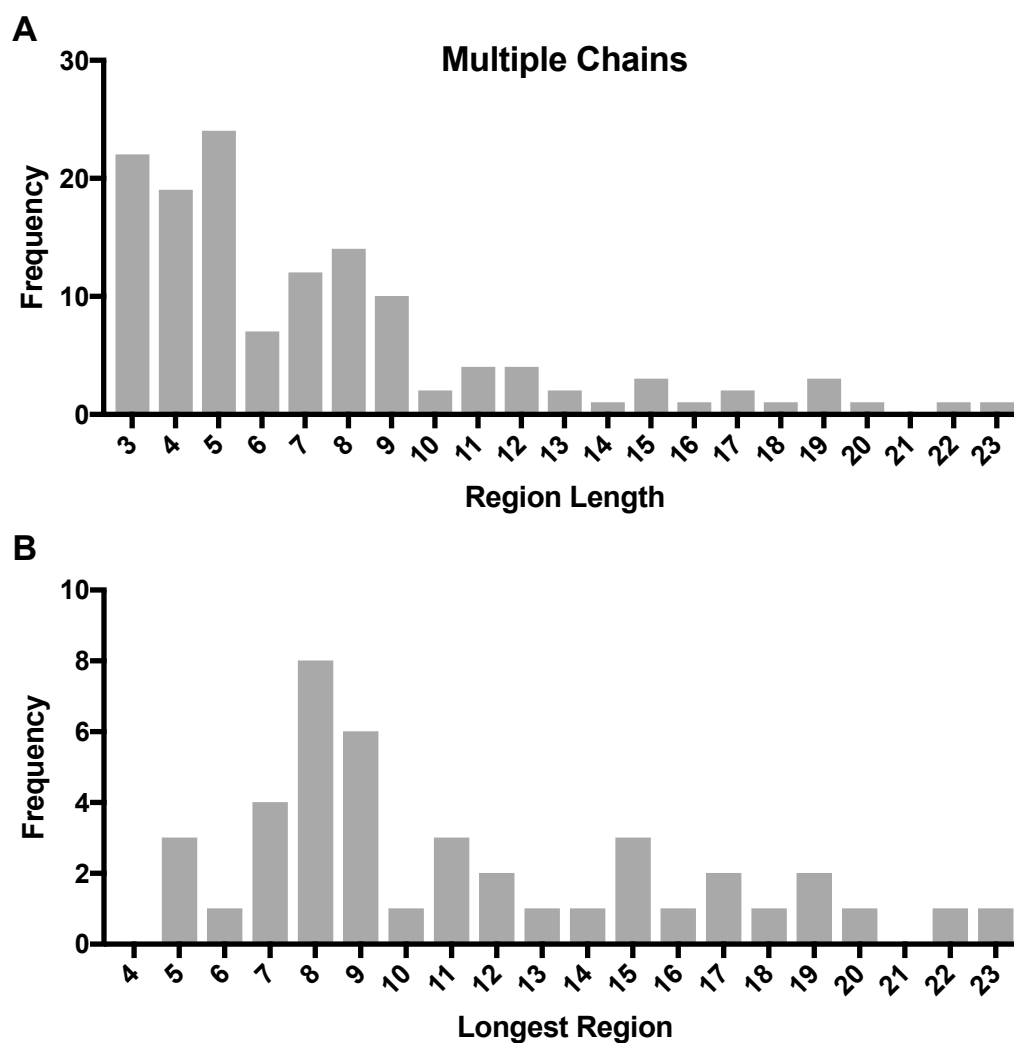 A
Multiple Chains
30
20
10
0
Frequency
3 4 5 6 7 8 9 10 11 12 13 14 15 16 17 18 19 20 21 22 23
Region Length
B
10
8
6
4
2
0
Frequency
4 5 6 7 8 9 10 11 12 13 14 15 16 17 18 19 20 21 22 23
Longest Region